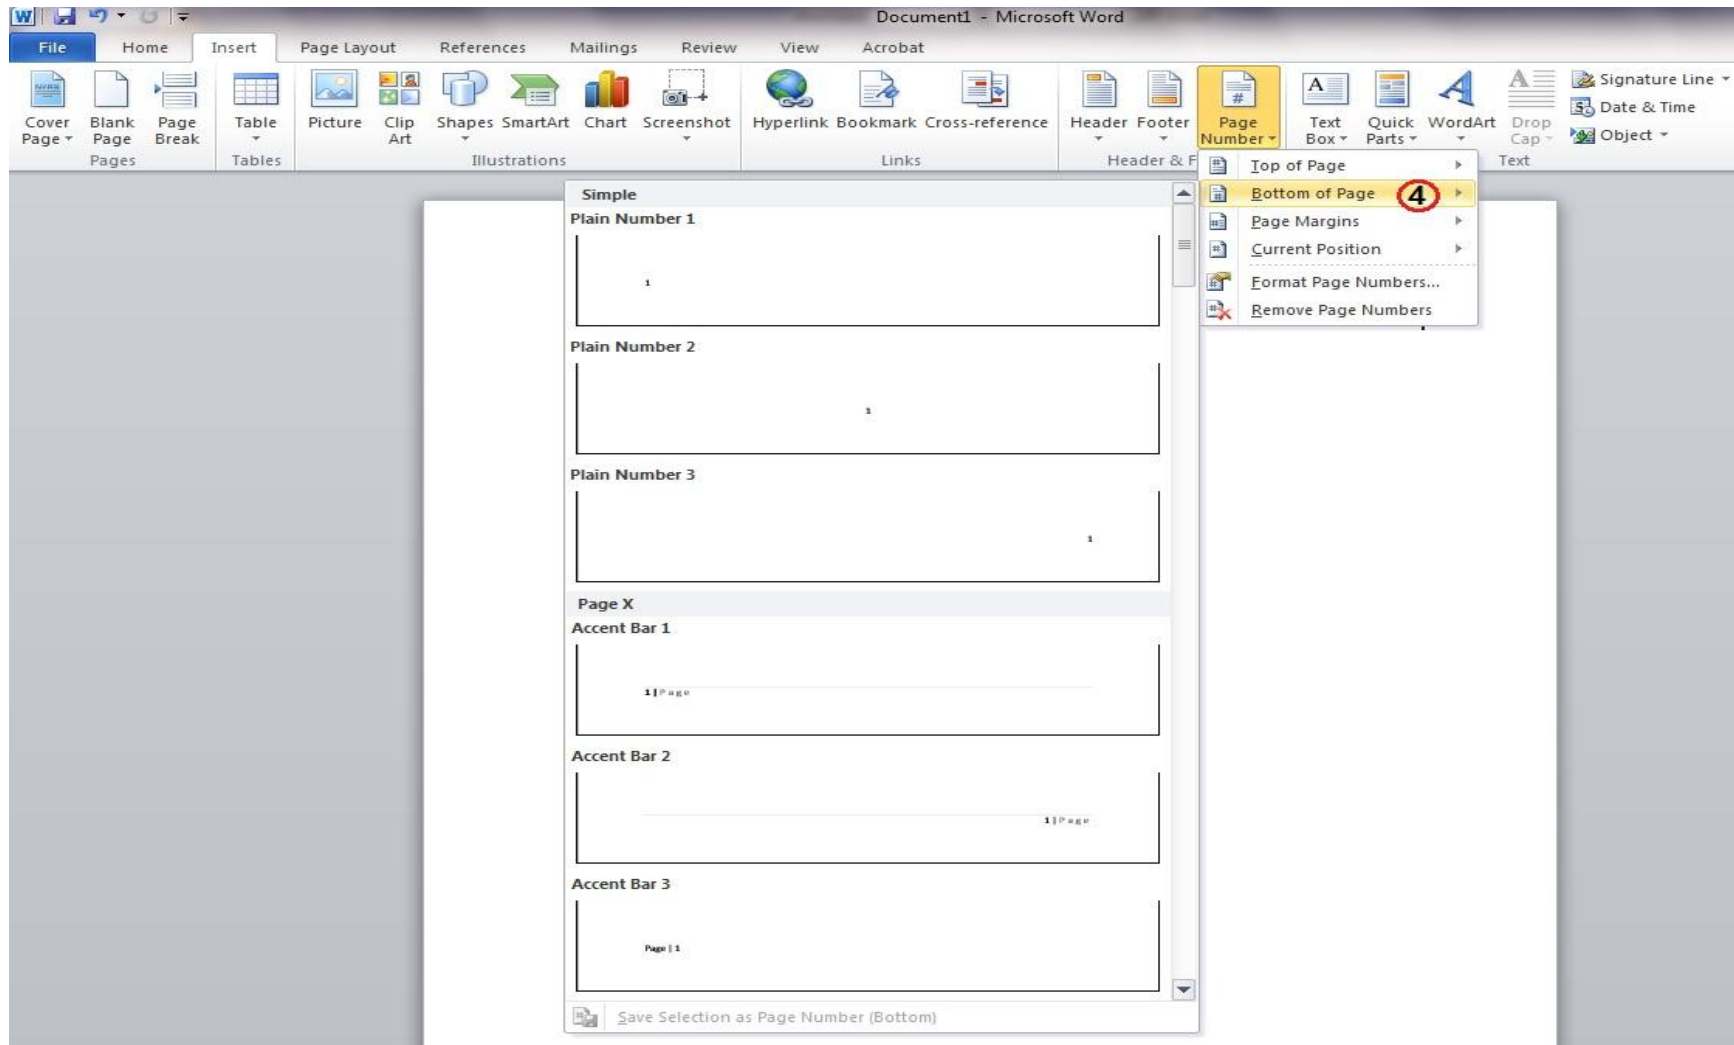 Document1 - Microsoft Word
File Home Insert Page Layout References Mailings Review View Acrobat
Cover Page
Blank Page
Page Break
Table
Picture
Clip Art
Shapes
SmartArt
Chart
Screenshot
Hyperlink
Bookmark
Cross-reference
Header
Footer
Page Number
Text Box
Quick Parts
WordArt
Drop Cap
Signature Line
Date & Time
Object
Pages Tables Illustrations Links Header & F Text
Top of Page
Bottom of Page 4
Page Margins
Current Position
Format Page Numbers...
Remove Page Numbers
Simple
Plain Number 1
1
Plain Number 2
1
Plain Number 3
1
Page X
Accent Bar 1
1 | Page
Accent Bar 2
1 | Page
Accent Bar 3
Page | 1
Save Selection as Page Number (Bottom)